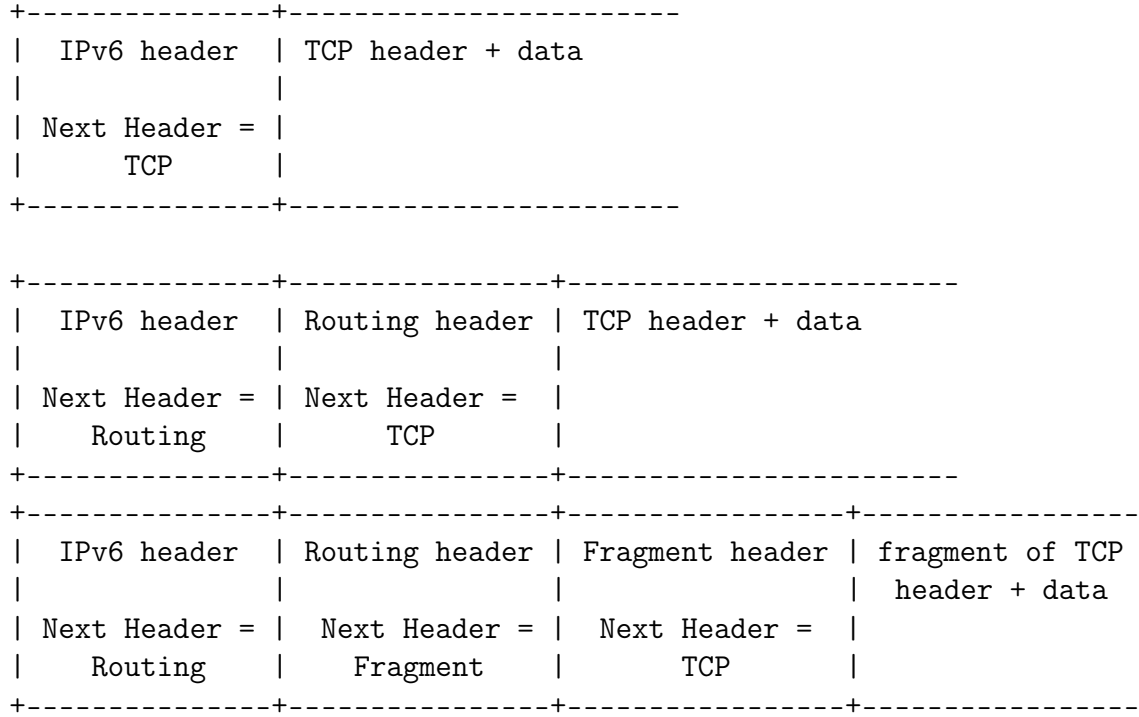 +---------------+------------------------
|  IPv6 header  | TCP header + data
|               |
| Next Header = |
|      TCP      |
+---------------+------------------------

+---------------+----------------+------------------------
|  IPv6 header  | Routing header | TCP header + data
|               |                |
| Next Header = | Next Header =  |
|    Routing    |      TCP       |
+---------------+----------------+------------------------
+---------------+----------------+-----------------+-----------------
|  IPv6 header  | Routing header | Fragment header | fragment of TCP
|               |                |                 |  header + data
| Next Header = |  Next Header = |  Next Header =  |
|    Routing    |    Fragment    |       TCP       |
+---------------+----------------+-----------------+-----------------